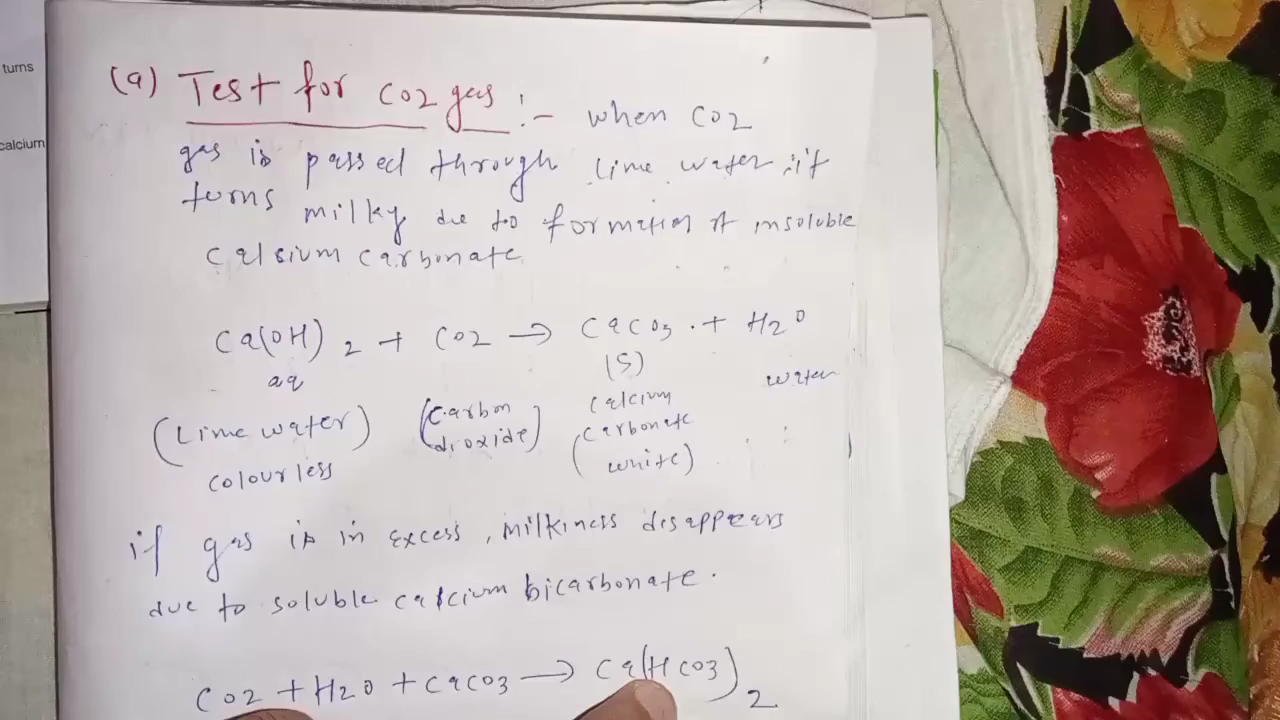 turns
calcium
(a) Test for CO2 gas :- when CO2
gas is passed through lime water, it
turns milky due to formation of insoluble
calsium carbonate
Ca(OH)2 + CO2 → CaCO3 + H2O
aq (s) water
(Lime water) (carbon dioxide) calcium carbonate
colourless (white)
if gas is in excess, milkiness disappears
due to soluble calcium bicarbonate.
CO2 + H2O + CaCO3 → Ca(HCO3)2